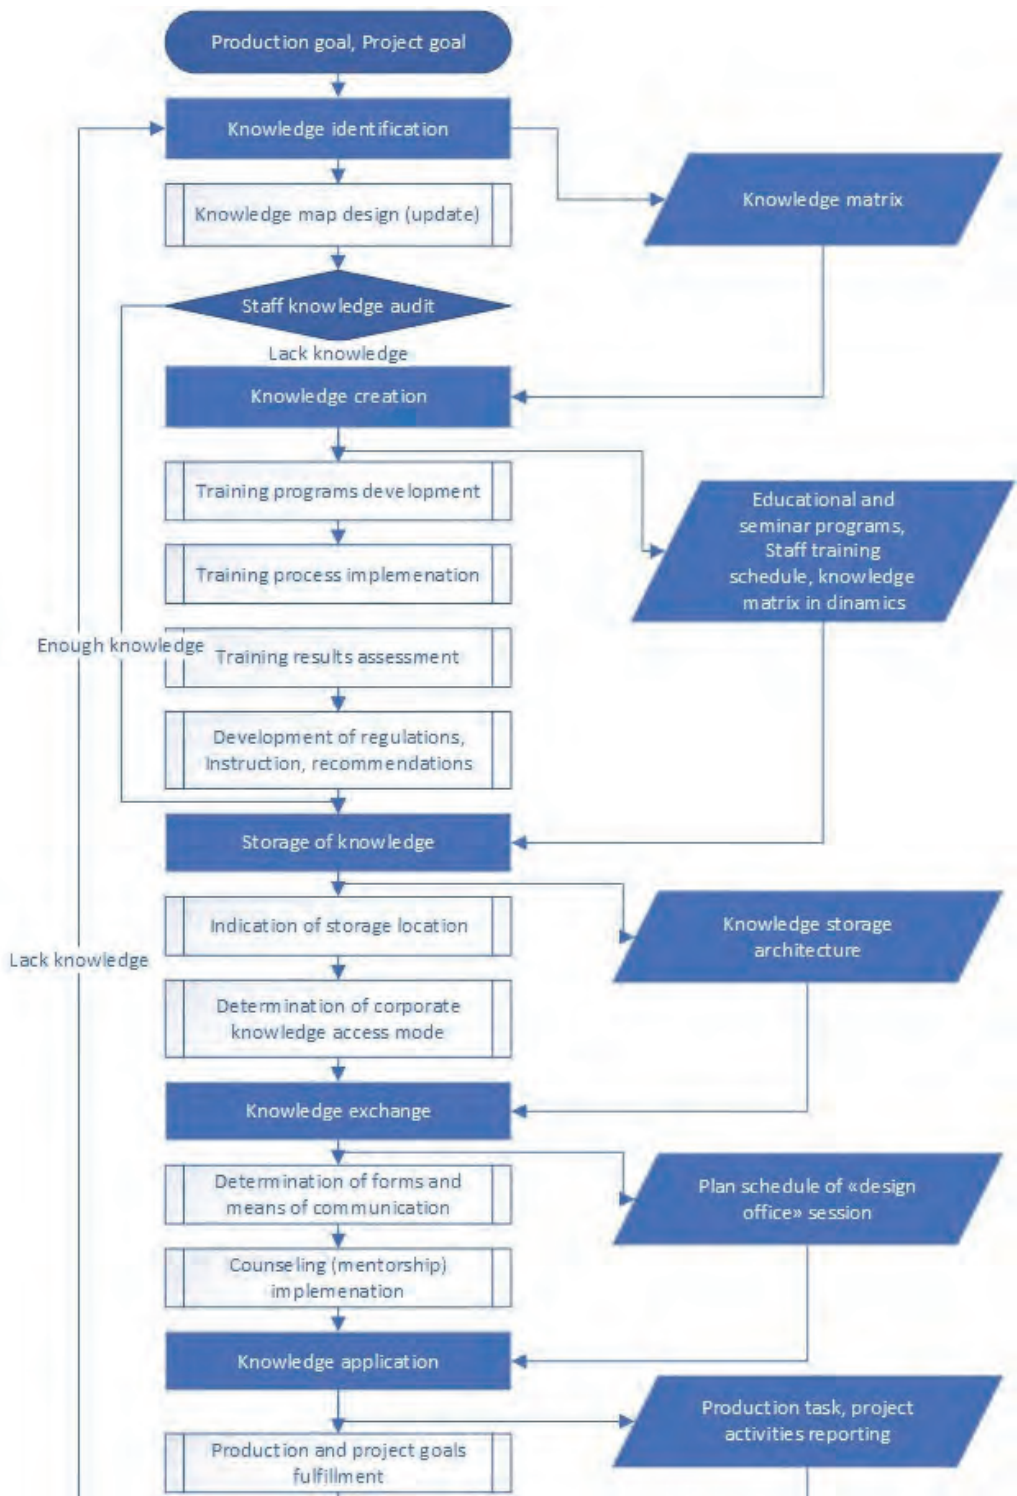 Production goal, Project goal
Knowledge identification
Knowledge matrix
Knowledge map design (update)
Staff knowledge audit
Lack knowledge
Knowledge creation
Training programs development
Educational and
seminar programs,
Staff training
schedule, knowledge
matrix in dinamics
Training process implemenation
Enough knowledge
Training results assessment
Development of regulations,
Instruction, recommendations
Storage of knowledge
Indication of storage location
Knowledge storage
architecture
Lack knowledge
Determination of corporate
knowledge access mode
Knowledge exchange
Determination of forms and
means of communication
Plan schedule of «design
office» session
Counseling (mentorship)
implemenation
Knowledge application
Production task, project
activities reporting
Production and project goals
fulfillment